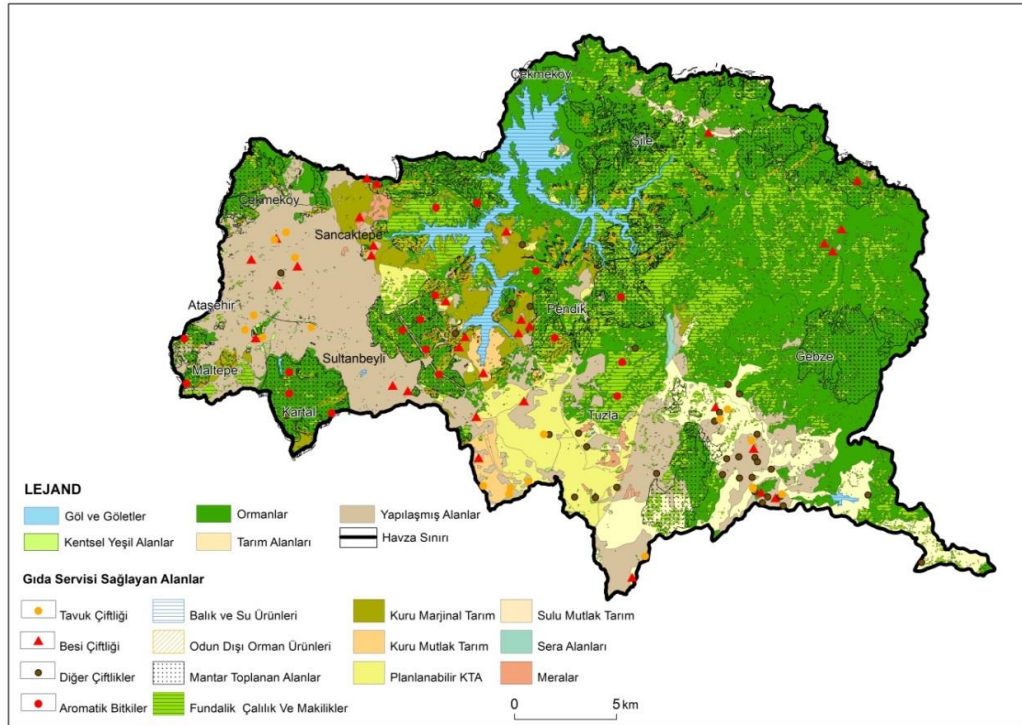 Çekmeköy
Şile
Çekmeköy
Sancaktepe
Ataşehir
Pendik
Sultanbeyli
Gebze
Maltepe
Kartal
Tuzla
LEJAND
Göl ve Göletler
Ormanlar
Yapılaşmış Alanlar
Kentsel Yeşil Alanlar
Tarım Alanları
Havza Sınırı
Gıda Servisi Sağlayan Alanlar
Tavuk Çiftliği
Balık ve Su Ürünleri
Kuru Marjinal Tarım
Sulu Mutlak Tarım
Besi Çiftliği
Odun Dışı Orman Ürünleri
Kuru Mutlak Tarım
Sera Alanları
Diğer Çiftlikler
Mantar Toplanan Alanlar
Planlanabilir KTA
Meralar
Aromatik Bitkiler
Fundalik Çalılık Ve Makilikler
0 5 km